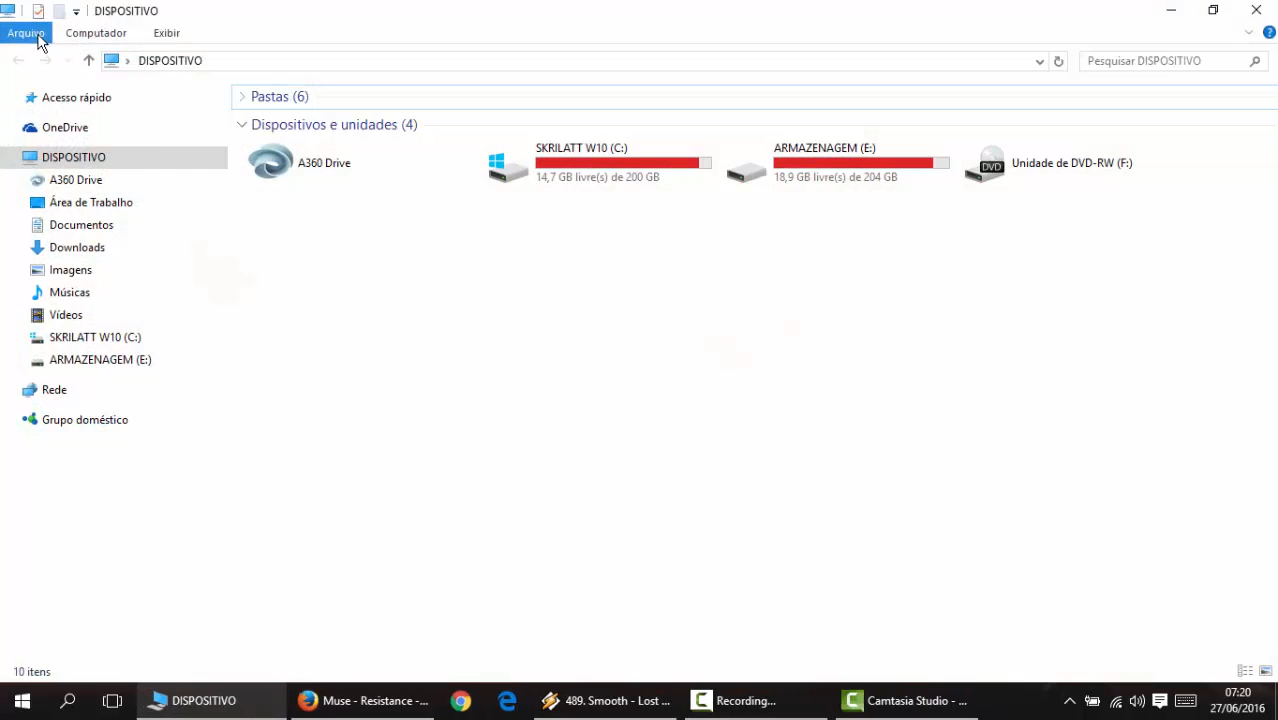 DISPOSITIVO
Arquivo Computador Exibir
DISPOSITIVO
Pesquisar DISPOSITIVO
Acesso rápido
OneDrive
DISPOSITIVO
A360 Drive
Área de Trabalho
Documentos
Downloads
Imagens
Músicas
Vídeos
SKRILATT W10 (C:)
ARMAZENAGEM (E:)
Rede
Grupo doméstico
Pastas (6)
Dispositivos e unidades (4)
A360 Drive
SKRILATT W10 (C:)
14,7 GB livre(s) de 200 GB
ARMAZENAGEM (E:)
18,9 GB livre(s) de 204 GB
DVD
Unidade de DVD-RW (F:)
10 itens
DISPOSITIVO
Muse - Resistance -...
489. Smooth - Lost ...
Recording...
Camtasia Studio - ...
07:20
27/06/2016